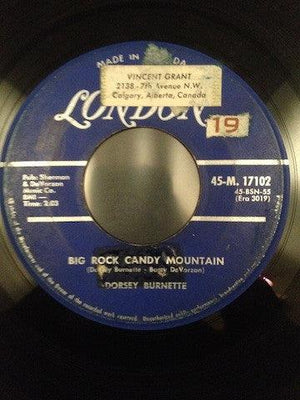 MADE IN
VINCENT GRANT
2138 - 7th Avenue N.W.
Calgary, Alberta, Canada
LONDON
19
Pub: Sherman
& DeVorzon
Music Co.
BMI —
Time: 2:03
45-M. 17102
45-BSN-55
(Era 3019)
BIG ROCK CANDY MOUNTAIN
(Dorsey Burnette - Barry DeVorzon)
DORSEY BURNETTE